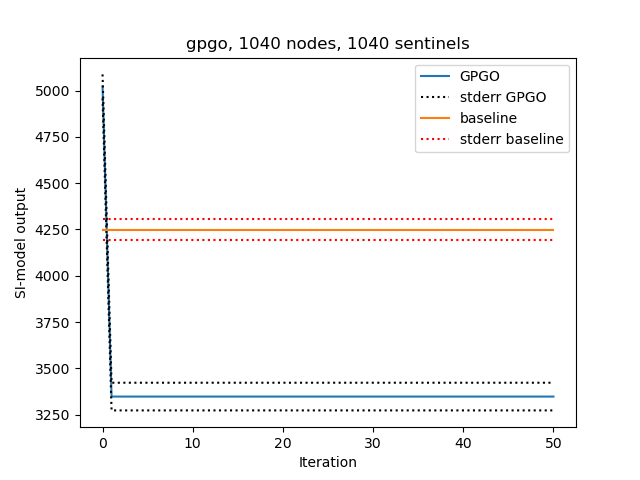 gpgo, 1040 nodes, 1040 sentinels
GPGO
stderr GPGO
baseline
stderr baseline
SI-model output
5000
4750
4500
4250
4000
3750
3500
3250
0 10 20 30 40 50
Iteration